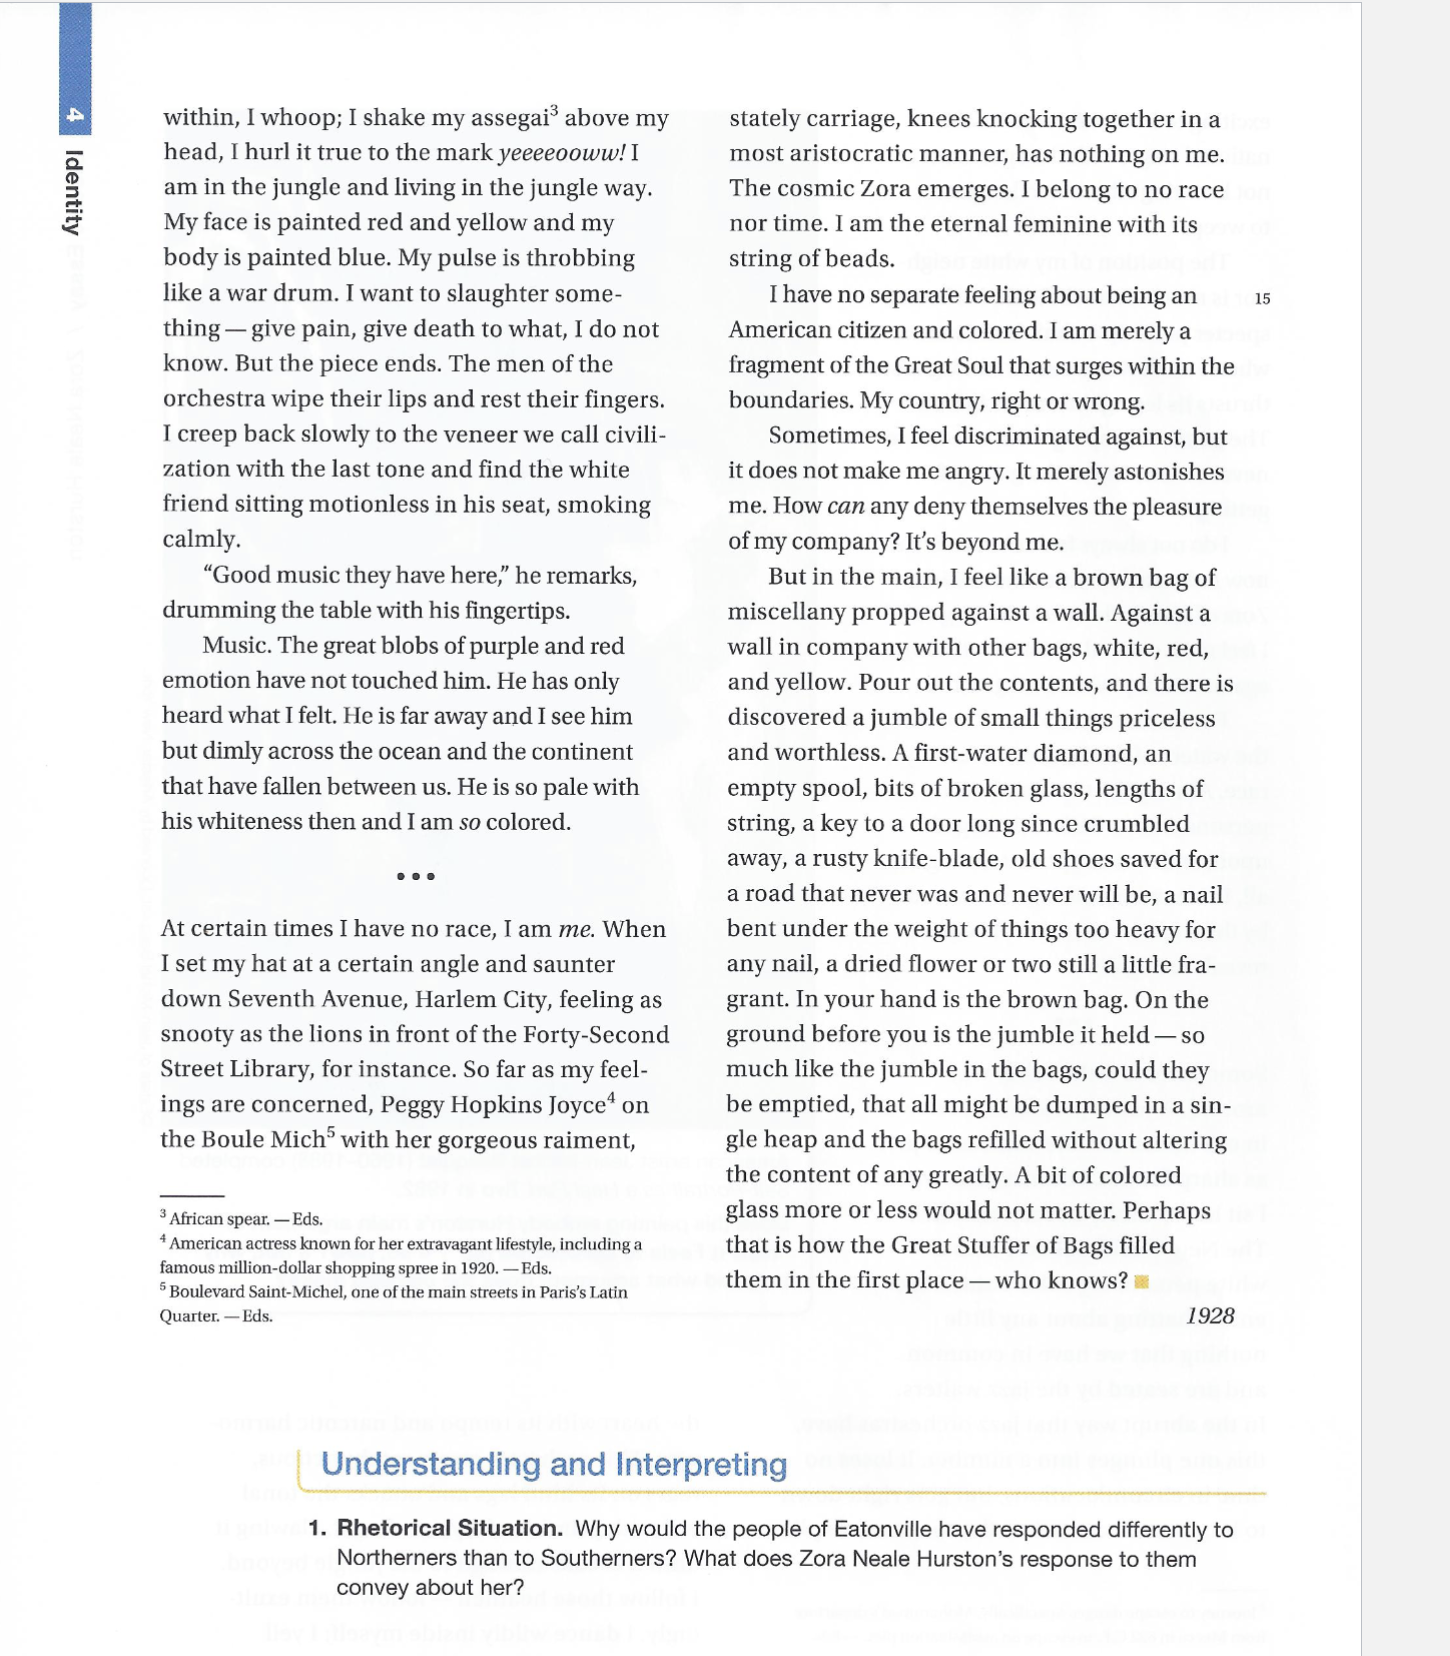 4 Identity
within, I whoop; I shake my assegai³ above my
head, I hurl it true to the mark yeeeeooww! I
am in the jungle and living in the jungle way.
My face is painted red and yellow and my
body is painted blue. My pulse is throbbing
like a war drum. I want to slaughter some-
thing — give pain, give death to what, I do not
know. But the piece ends. The men of the
orchestra wipe their lips and rest their fingers.
I creep back slowly to the veneer we call civili-
zation with the last tone and find the white
friend sitting motionless in his seat, smoking
calmly.
“Good music they have here,” he remarks,
drumming the table with his fingertips.
Music. The great blobs of purple and red
emotion have not touched him. He has only
heard what I felt. He is far away and I see him
but dimly across the ocean and the continent
that have fallen between us. He is so pale with
his whiteness then and I am so colored.
•••
At certain times I have no race, I am me. When
I set my hat at a certain angle and saunter
down Seventh Avenue, Harlem City, feeling as
snooty as the lions in front of the Forty-Second
Street Library, for instance. So far as my feel-
ings are concerned, Peggy Hopkins Joyce⁴ on
the Boule Mich⁵ with her gorgeous raiment,
³ African spear. — Eds.
⁴ American actress known for her extravagant lifestyle, including a
famous million-dollar shopping spree in 1920. — Eds.
⁵ Boulevard Saint-Michel, one of the main streets in Paris’s Latin
Quarter. — Eds.
stately carriage, knees knocking together in a
most aristocratic manner, has nothing on me.
The cosmic Zora emerges. I belong to no race
nor time. I am the eternal feminine with its
string of beads.
I have no separate feeling about being an 15
American citizen and colored. I am merely a
fragment of the Great Soul that surges within the
boundaries. My country, right or wrong.
Sometimes, I feel discriminated against, but
it does not make me angry. It merely astonishes
me. How can any deny themselves the pleasure
of my company? It’s beyond me.
But in the main, I feel like a brown bag of
miscellany propped against a wall. Against a
wall in company with other bags, white, red,
and yellow. Pour out the contents, and there is
discovered a jumble of small things priceless
and worthless. A first-water diamond, an
empty spool, bits of broken glass, lengths of
string, a key to a door long since crumbled
away, a rusty knife-blade, old shoes saved for
a road that never was and never will be, a nail
bent under the weight of things too heavy for
any nail, a dried flower or two still a little fra-
grant. In your hand is the brown bag. On the
ground before you is the jumble it held — so
much like the jumble in the bags, could they
be emptied, that all might be dumped in a sin-
gle heap and the bags refilled without altering
the content of any greatly. A bit of colored
glass more or less would not matter. Perhaps
that is how the Great Stuffer of Bags filled
them in the first place — who knows?
1928
Understanding and Interpreting
1. Rhetorical Situation. Why would the people of Eatonville have responded differently to
Northerners than to Southerners? What does Zora Neale Hurston’s response to them
convey about her?